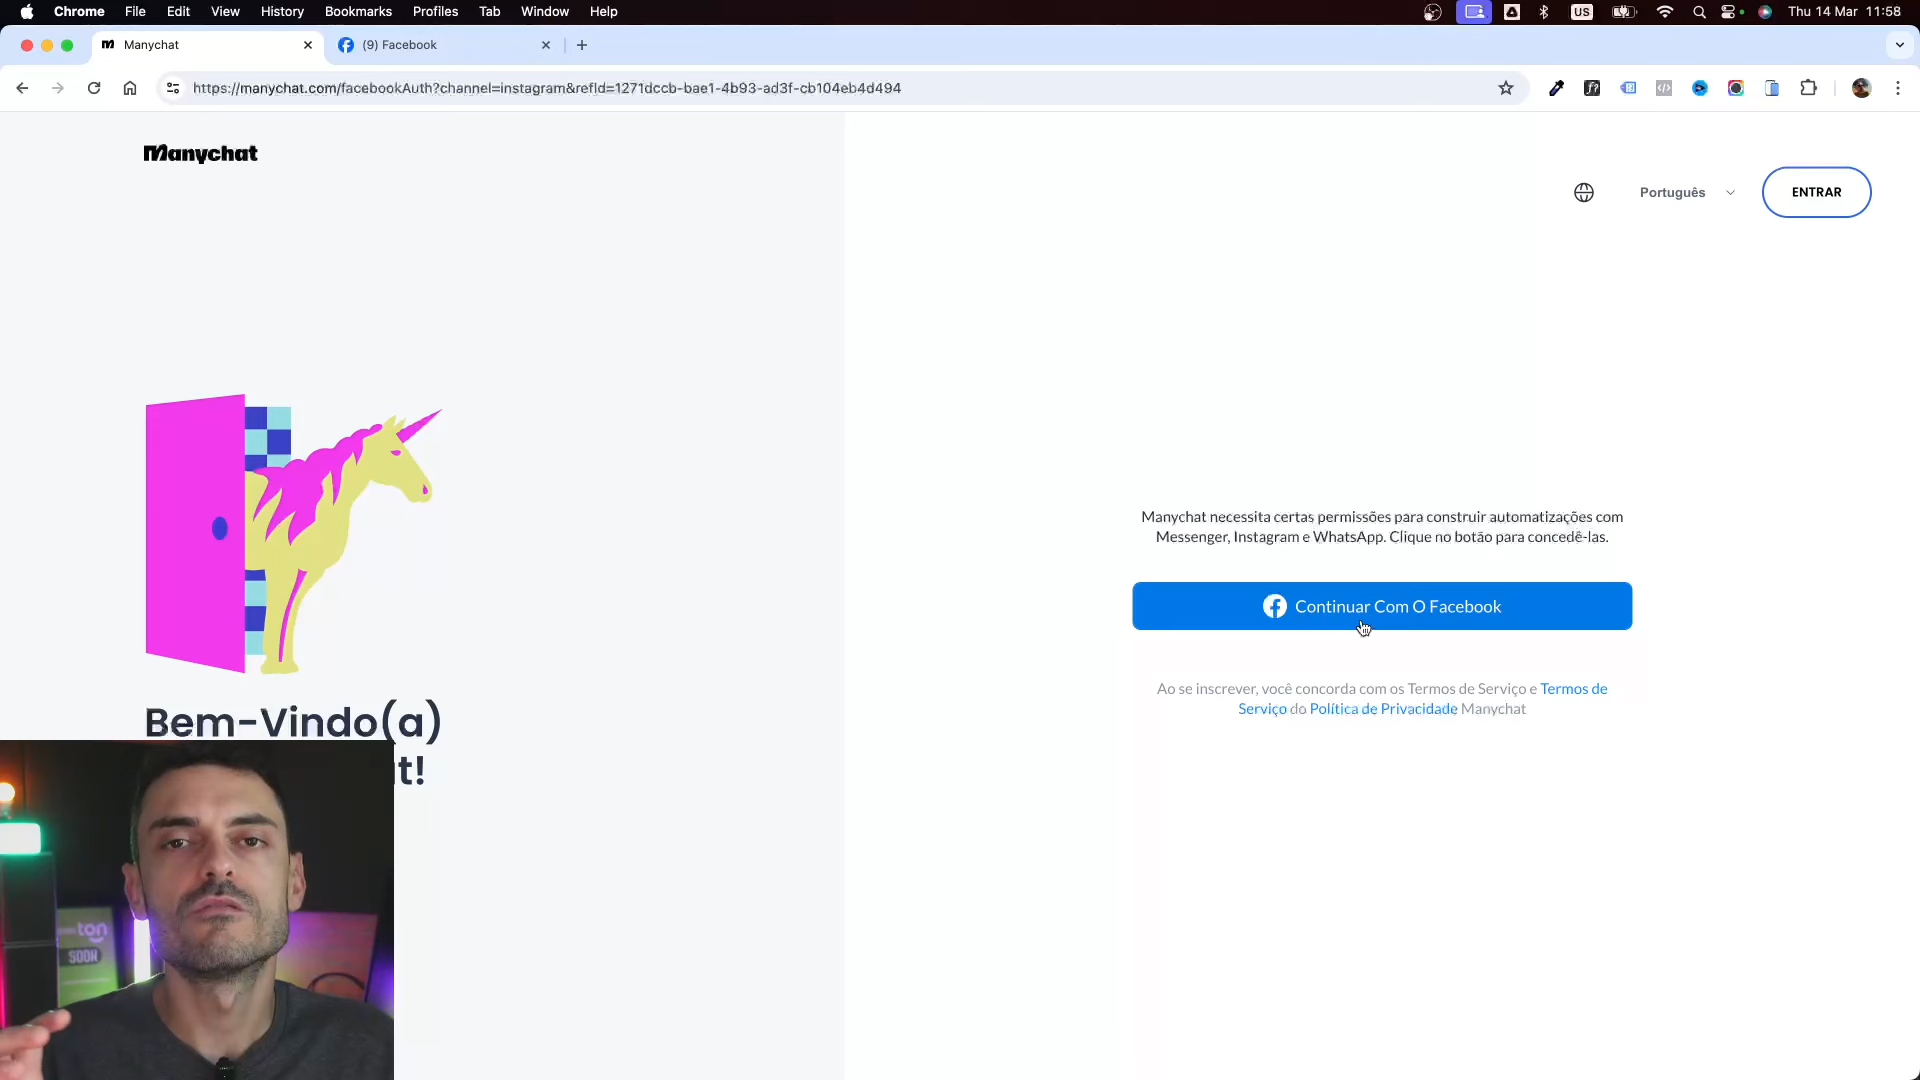 Chrome File Edit View History Bookmarks Profiles Tab Window Help
US
Thu 14 Mar 11:58
Manychat
(9) Facebook
https://manychat.com/facebookAuth?channel=instagram&refId=1271dccb-bae1-4b93-ad3f-cb104eb4d494
Manychat
Português
ENTRAR
Manychat necessita certas permissões para construir automatizações com
Messenger, Instagram e WhatsApp. Clique no botão para concedê-las.
Continuar Com O Facebook
Ao se inscrever, você concorda com os Termos de Serviço e Termos de
Serviço do Política de Privacidade Manychat
Bem-Vindo(a)
t!
ton
SOON